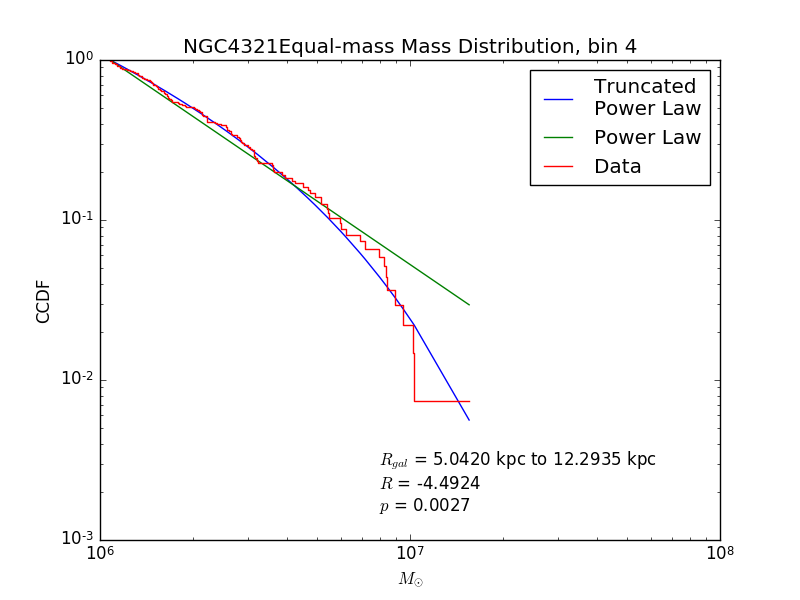 NGC4321Equal-mass Mass Distribution, bin 4
10⁰
10⁻¹
10⁻²
10⁻³
CCDF
Truncated
Power Law
Power Law
Data
R_gal = 5.0420 kpc to 12.2935 kpc
R = -4.4924
p = 0.0027
10⁶ 10⁷ 10⁸
M⊙